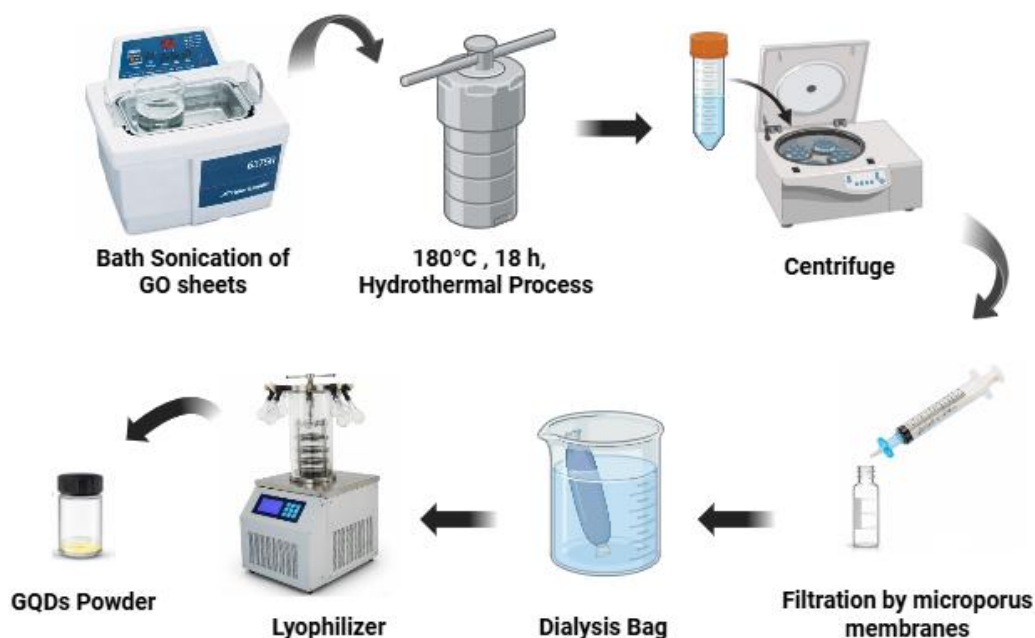 Bath Sonication of
GO sheets
180°C , 18 h,
Hydrothermal Process
Centrifuge
GQDs Powder
Lyophilizer
Dialysis Bag
Filtration by microporus
membranes